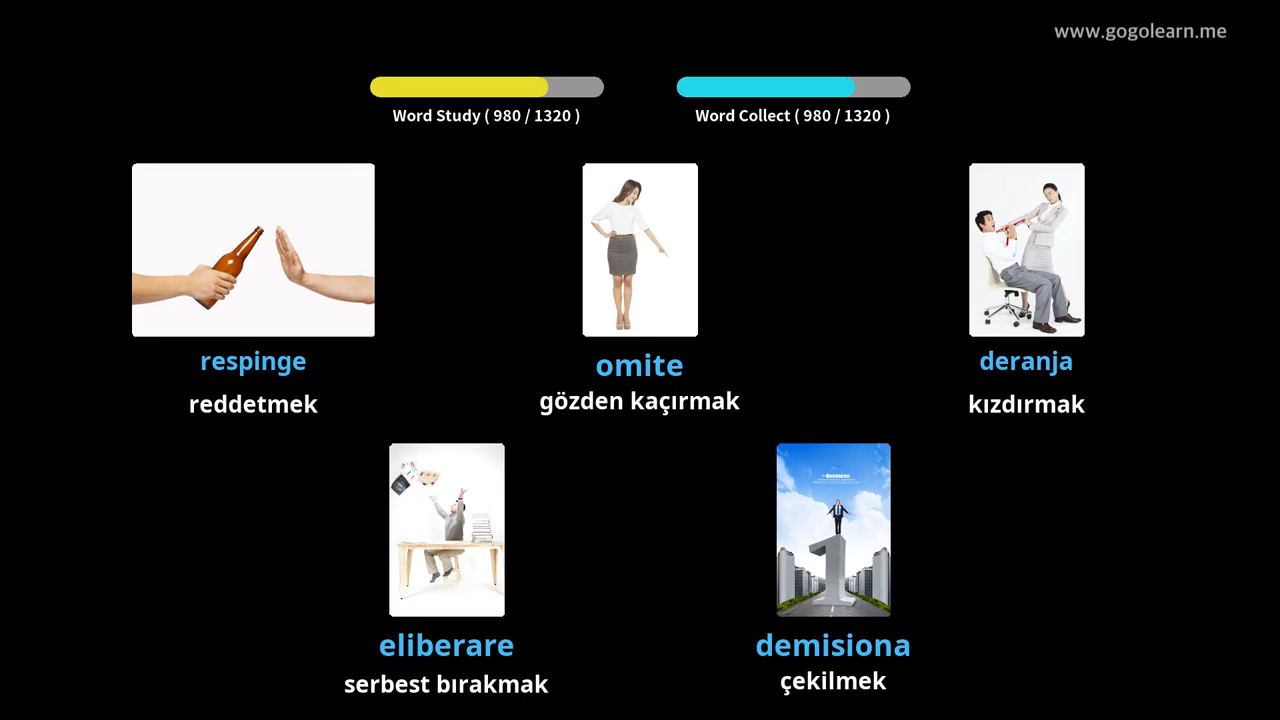 www.gogolearn.me
Word Study ( 980 / 1320 )
Word Collect ( 980 / 1320 )
respinge
reddetmek
omite
gözden kaçırmak
deranja
kızdırmak
Business
eliberare
serbest bırakmak
demisiona
çekilmek